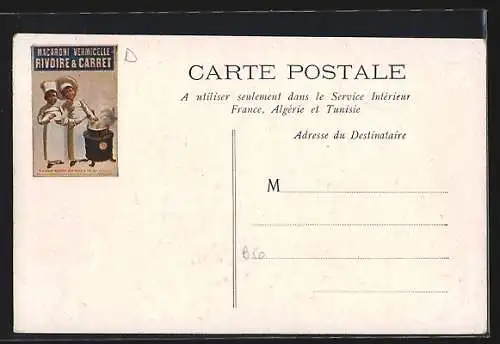 MACARONI VERMICELLE
RIVOIRE & CARRET
D
CARTE POSTALE
A utiliser seulement dans le Service Intérieur
France, Algérie et Tunisie
Adresse du Destinataire
M